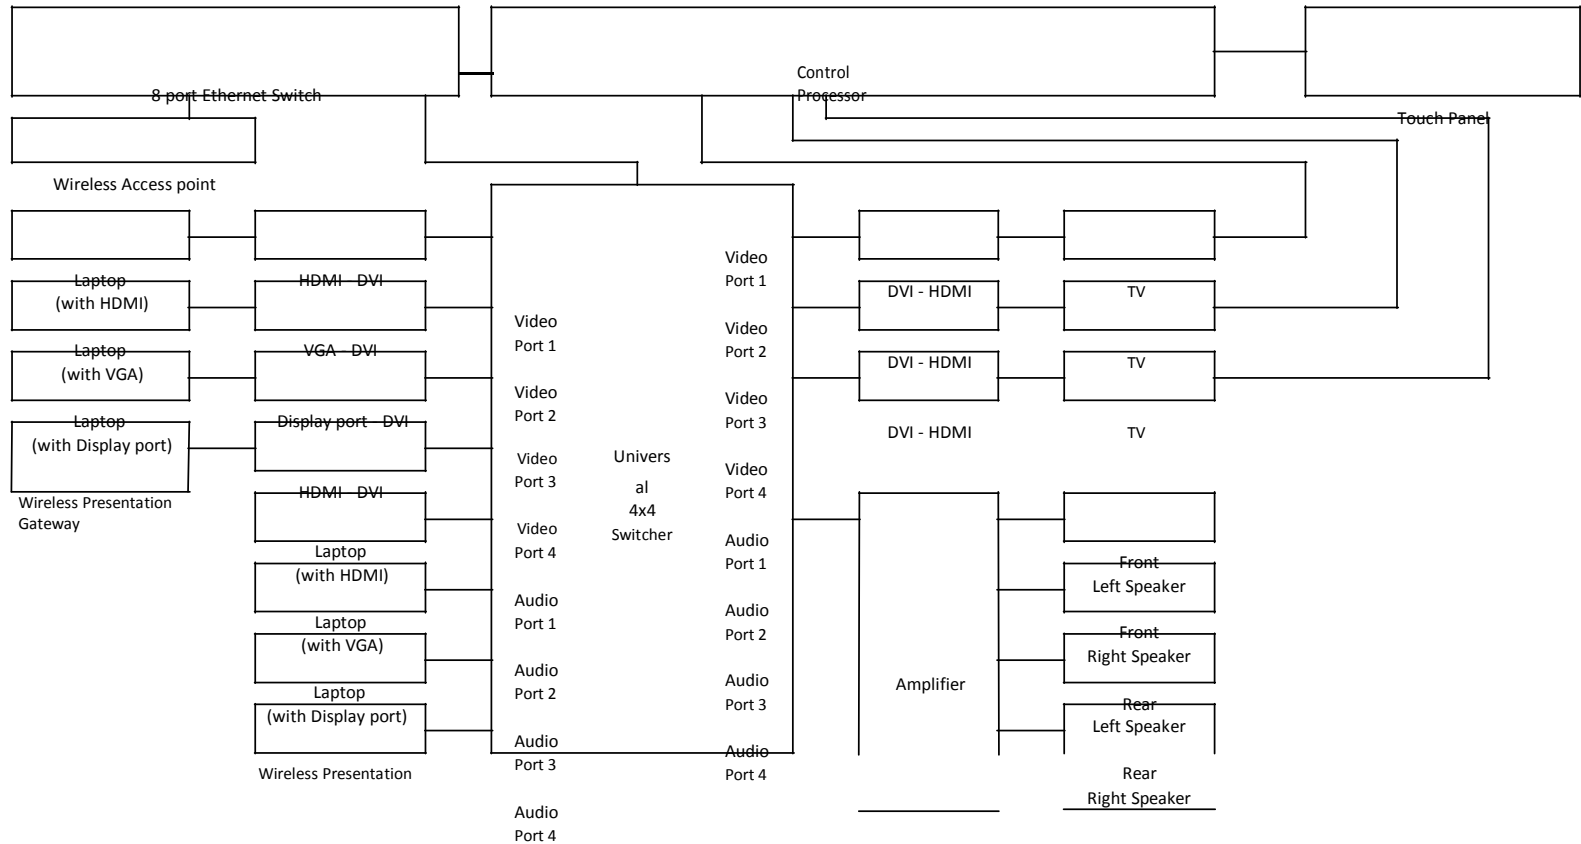 Control
Processor
8 port Ethernet Switch
Touch Panel
Wireless Access point
Laptop
(with HDMI)
HDMI - DVI
Laptop
(with VGA)
VGA - DVI
Laptop
(with Display port)
Display port - DVI
Wireless Presentation
Gateway
HDMI - DVI
Laptop
(with HDMI)
Laptop
(with VGA)
Laptop
(with Display port)
Wireless Presentation
Video
Port 1
Video
Port 2
Video
Port 3
Video
Port 4
Audio
Port 1
Audio
Port 2
Audio
Port 3
Audio
Port 4
Univers
al
4x4
Switcher
Video
Port 1
Video
Port 2
Video
Port 3
Video
Port 4
Audio
Port 1
Audio
Port 2
Audio
Port 3
Audio
Port 4
DVI - HDMI
TV
DVI - HDMI
TV
DVI - HDMI
TV
Amplifier
Front
Left Speaker
Front
Right Speaker
Rear
Left Speaker
Rear
Right Speaker